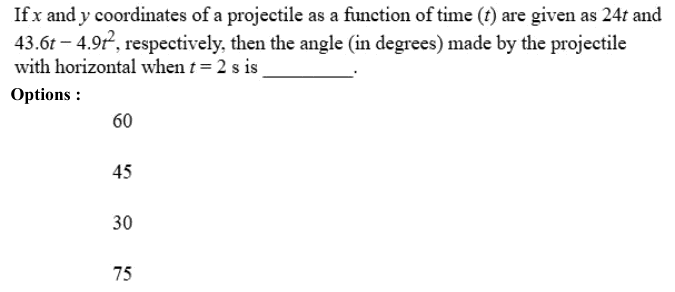 If x and y coordinates of a projectile as a function of time (t) are given as 24t and
43.6t – 4.9t², respectively, then the angle (in degrees) made by the projectile
with horizontal when t = 2 s is __________.
Options :
60
45
30
75